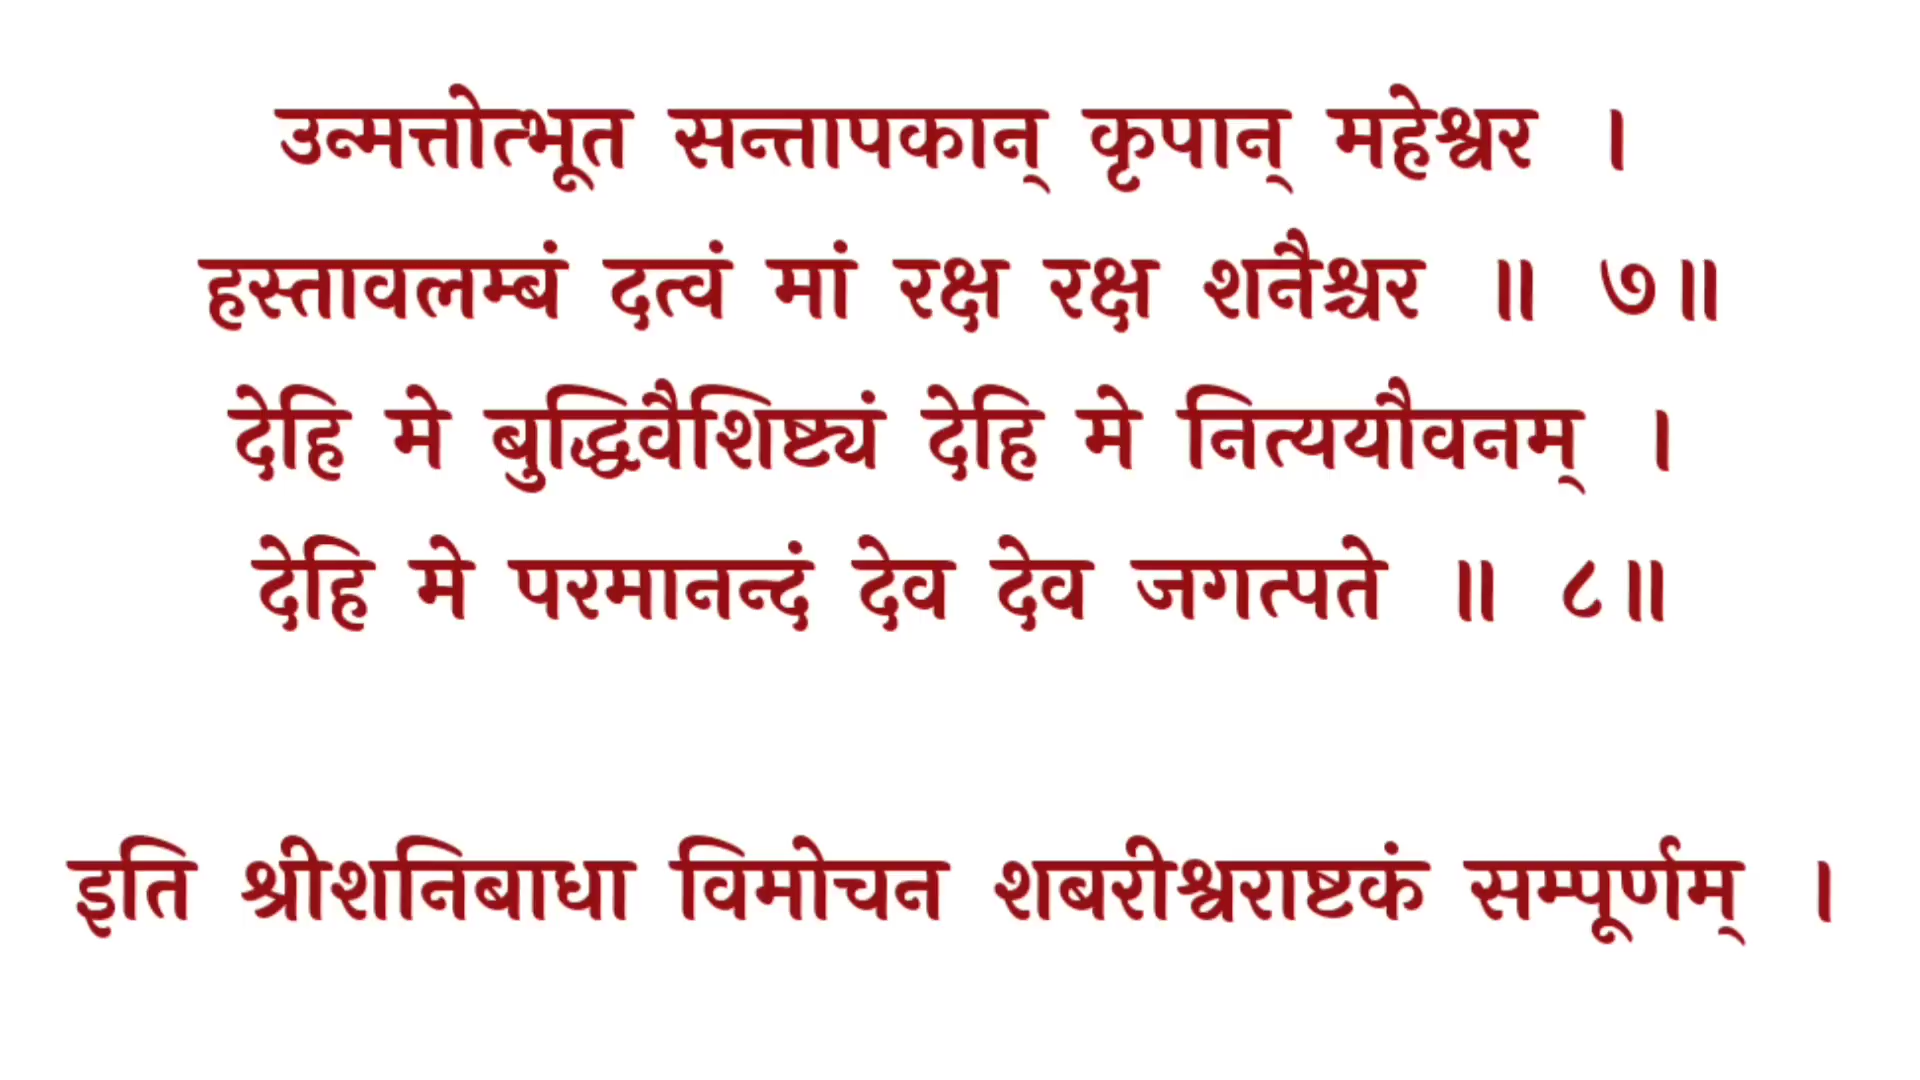 उन्मत्तोत्भूत सन्तापकान् कृपान् महेश्वर ।
हस्तावलम्बं दत्वं मां रक्ष रक्ष शनैश्चर ॥ ७॥
देहि मे बुद्धिवैशिष्ट्यं देहि मे नित्ययौवनम् ।
देहि मे परमानन्दं देव देव जगत्पते ॥ ८॥
इति श्रीशनिबाधा विमोचन शबरीश्वराष्टकं सम्पूर्णम् ।